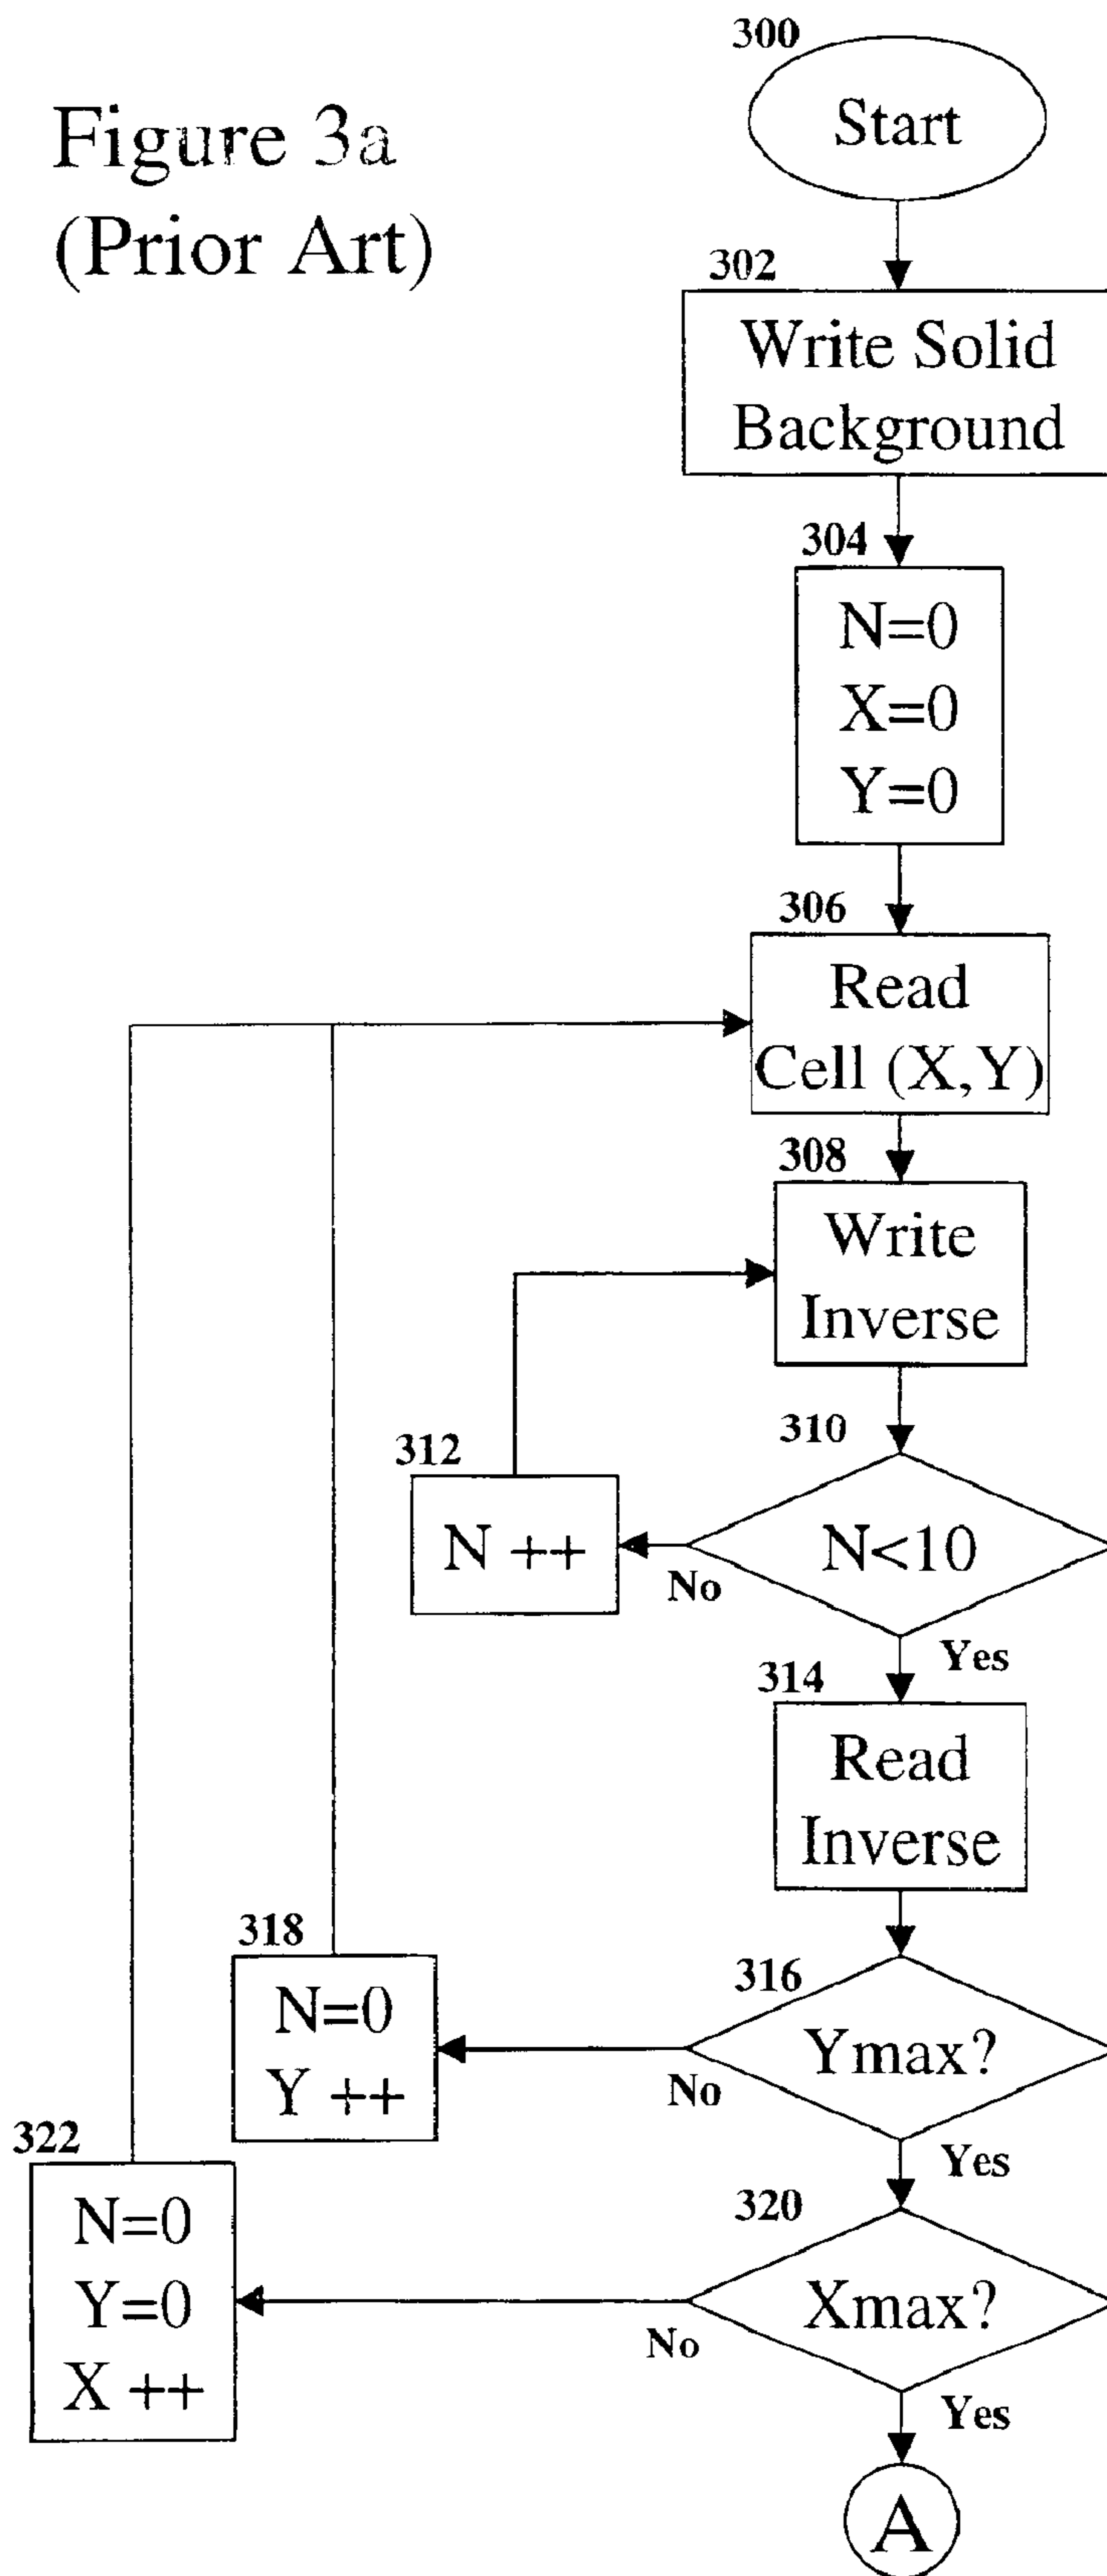 Figure 3a
(Prior Art)
300
Start
302
Write Solid
Background
304
N=0
X=0
Y=0
306
Read
Cell (X,Y)
308
Write
Inverse
310
N<10
No
Yes
312
N ++
314
Read
Inverse
316
Ymax?
No
Yes
318
N=0
Y ++
320
Xmax?
No
Yes
322
N=0
Y=0
X ++
A